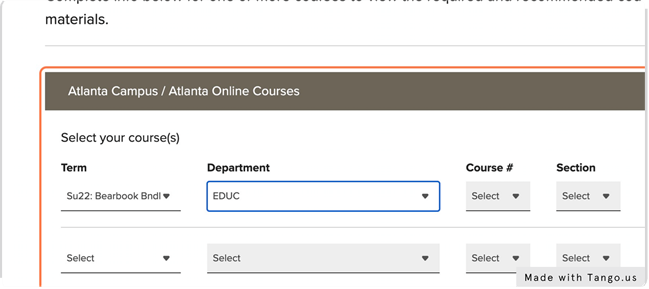 Complete info below for one or more courses to view the required and recommended cou
materials.
Atlanta Campus / Atlanta Online Courses
Select your course(s)
Term Department Course # Section
Su22: Bearbook Bndl EDUC Select Select
Select Select Select Select
Made with Tango.us